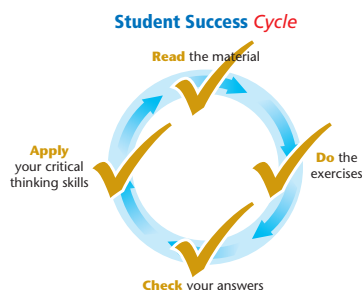 Student Success Cycle
Read the material
Apply
your critical
thinking skills
Do the
exercises
Check your answers